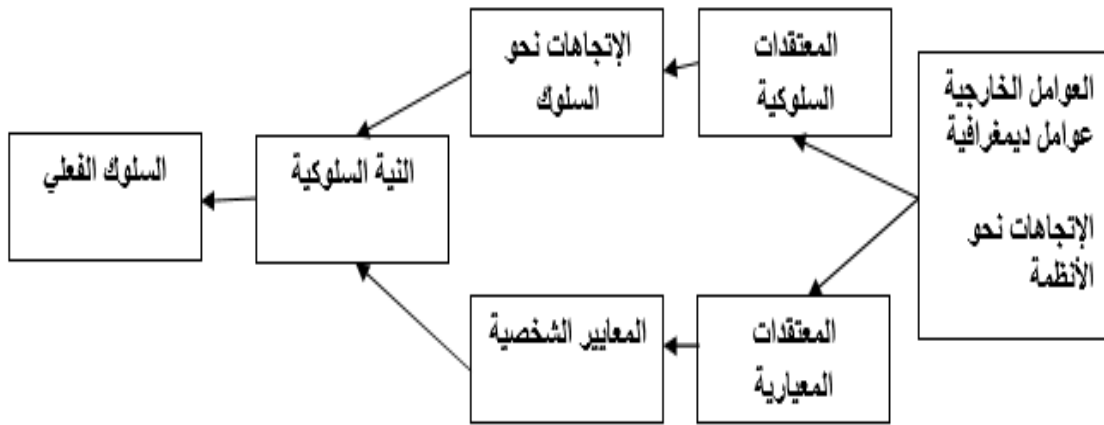 العوامل الخارجية
عوامل ديمغرافية
الإتجاهات نحو
الأنظمة
المعتقدات
السلوكية
الإتجاهات نحو
السلوك
المعتقدات
المعيارية
المعايير الشخصية
النية السلوكية
السلوك الفعلي